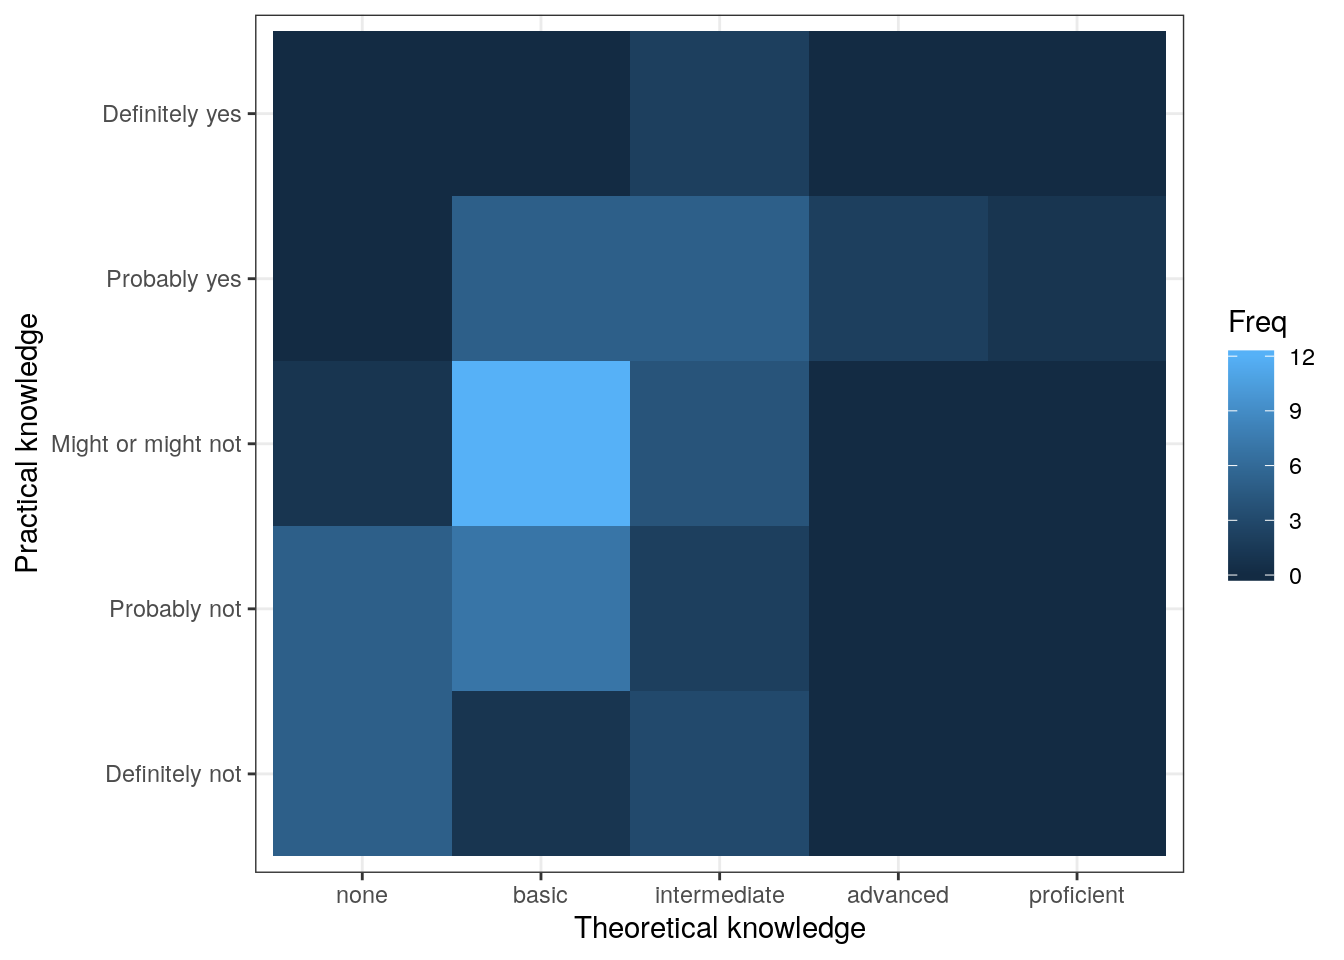 Practical knowledge
Definitely yes
Probably yes
Might or might not
Probably not
Definitely not
none
basic
intermediate
advanced
proficient
Theoretical knowledge
Freq
12
9
6
3
0